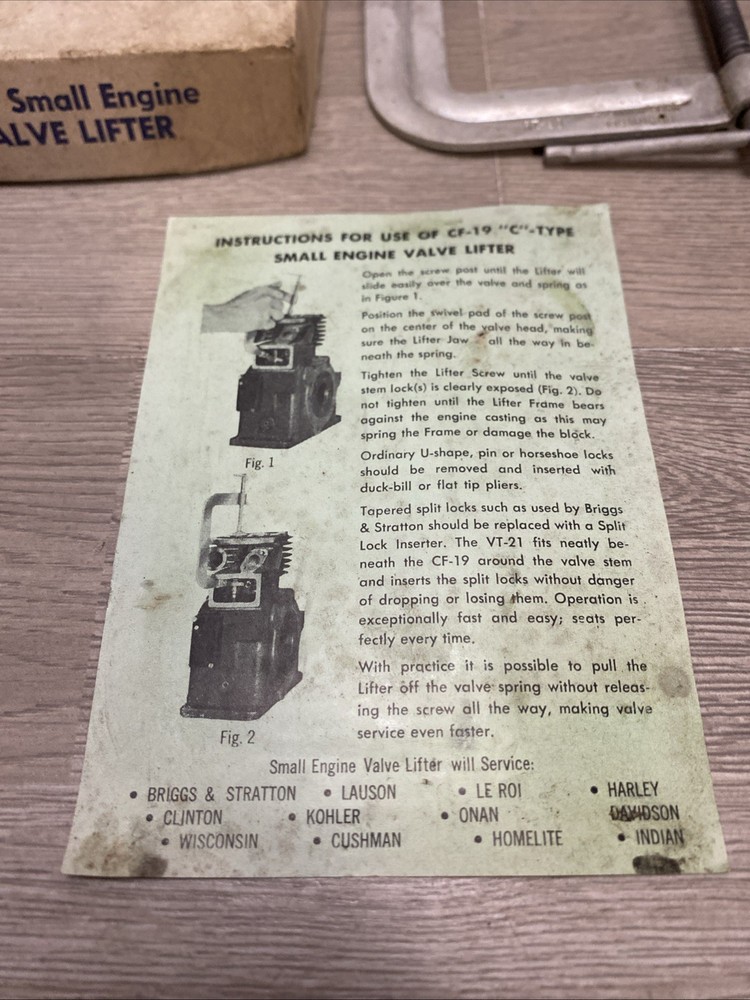 Small Engine
VALVE LIFTER
INSTRUCTIONS FOR USE OF CF-19 "C"-TYPE
SMALL ENGINE VALVE LIFTER
Open the screw post until the Lifter will
slide easily over the valve and spring as
in Figure 1.
Position the swivel pad of the screw post
on the center of the valve head, making
sure the Lifter Jaw all the way in be-
neath the spring.
Tighten the Lifter Screw until the valve
stem lock(s) is clearly exposed (Fig. 2). Do
not tighten until the Lifter Frame bears
against the engine casting as this may
spring the Frame or damage the block.
Fig. 1
Ordinary U-shape, pin or horseshoe locks
should be removed and inserted with
duck-bill or flat tip pliers.
Tapered split locks such as used by Briggs
& Stratton should be replaced with a Split
Lock Inserter. The VT-21 fits neatly be-
neath the CF-19 around the valve stem
and inserts the split locks without danger
of dropping or losing them. Operation is
exceptionally fast and easy; seats per-
fectly every time.
With practice it is possible to pull the
Lifter off the valve spring without releas-
ing the screw all the way, making valve
service even faster.
Fig. 2
Small Engine Valve Lifter will Service:
• BRIGGS & STRATTON • LAUSON • LE ROI • HARLEY
• CLINTON • KOHLER • ONAN DAVIDSON
• WISCONSIN • CUSHMAN • HOMELITE • INDIAN